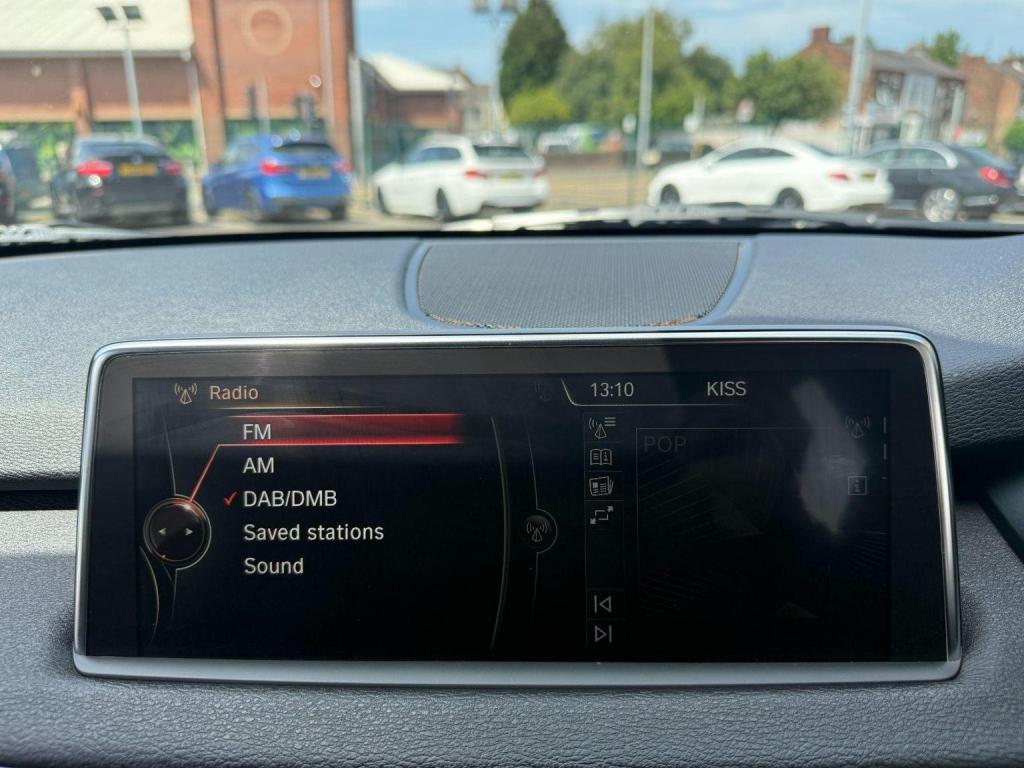 Radio
13:10 KISS
FM
AM
DAB/DMB
Saved stations
Sound
POP